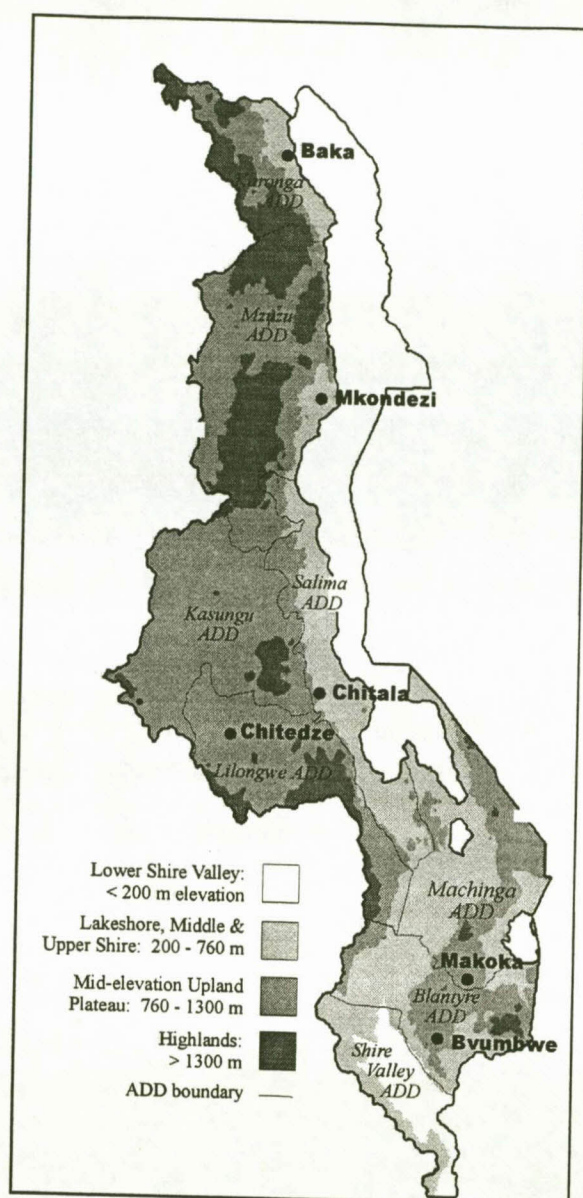 Baka
Karonga
ADD
Mzuzu
ADD
Mkondezi
Salima
ADD
Kasungu
ADD
Chitala
Chitedze
Lilongwe ADD
Lower Shire Valley:
< 200 m elevation
Lakeshore, Middle &
Upper Shire: 200 - 760 m
Mid-elevation Upland
Plateau: 760 - 1300 m
Highlands:
> 1300 m
ADD boundary
Machinga
ADD
Makoka
Blantyre
ADD
Bvumbwe
Shire
Valley
ADD